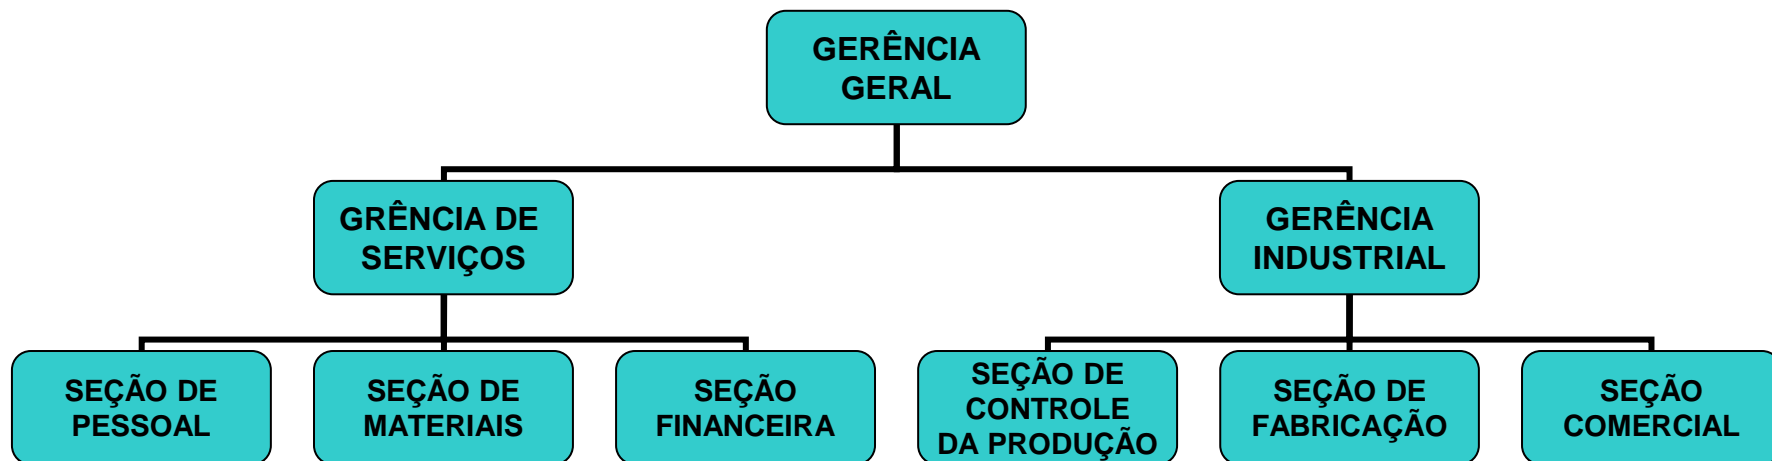 GERÊNCIA
GERAL
GRÊNCIA DE
SERVIÇOS
GERÊNCIA
INDUSTRIAL
SEÇÃO DE
PESSOAL
SEÇÃO DE
MATERIAIS
SEÇÃO
FINANCEIRA
SEÇÃO DE
CONTROLE
DA PRODUÇÃO
SEÇÃO DE
FABRICAÇÃO
SEÇÃO
COMERCIAL